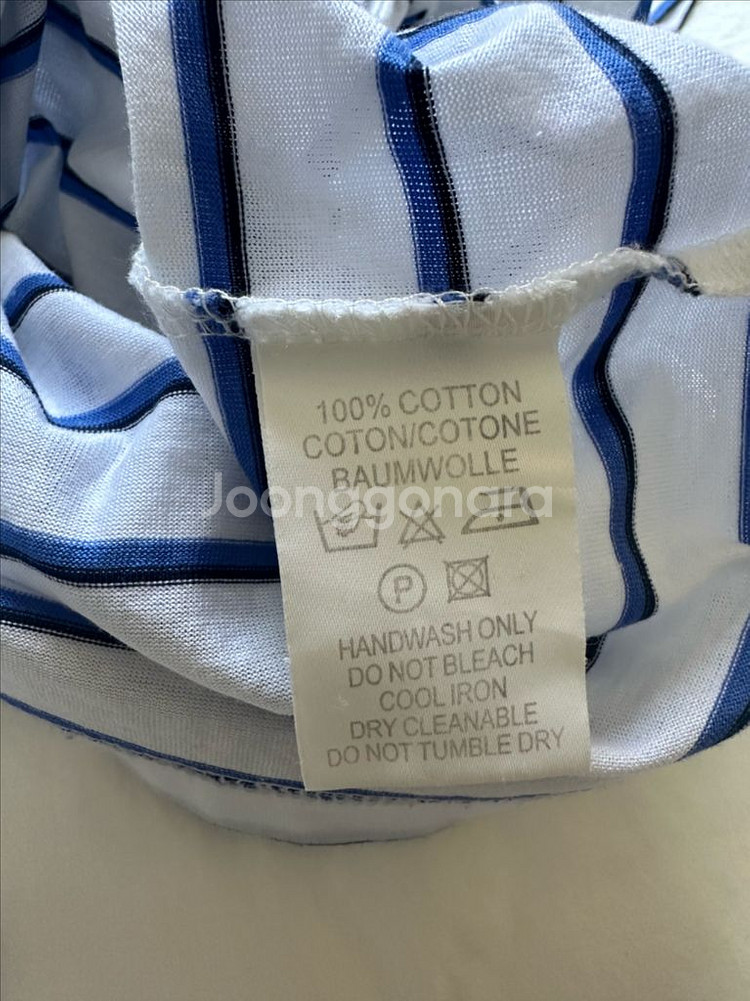 100% COTTON
COTON/COTONE
BAUMWOLLE
Joonggonara
P
HANDWASH ONLY
DO NOT BLEACH
COOL IRON
DRY CLEANABLE
DO NOT TUMBLE DRY